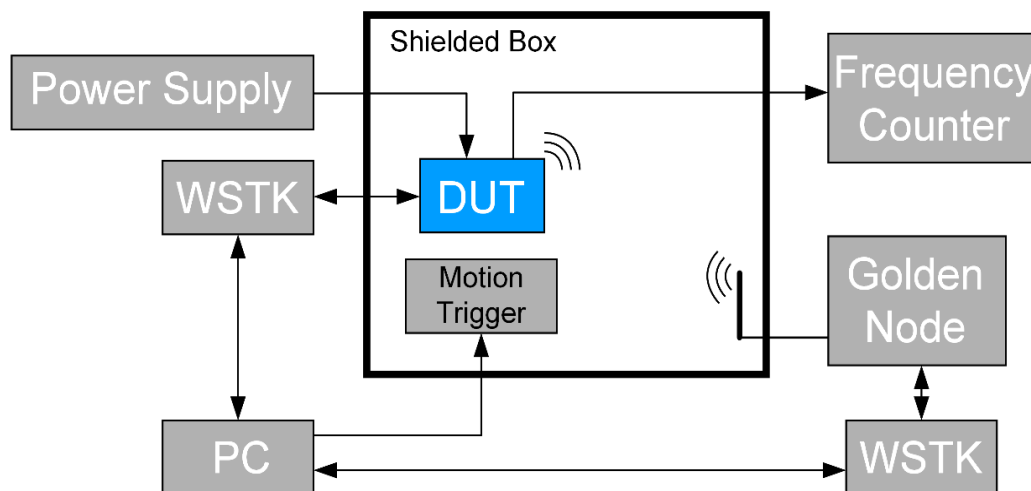 Shielded Box
Power Supply
Frequency
Counter
WSTK
DUT
Motion
Trigger
Golden
Node
PC
WSTK